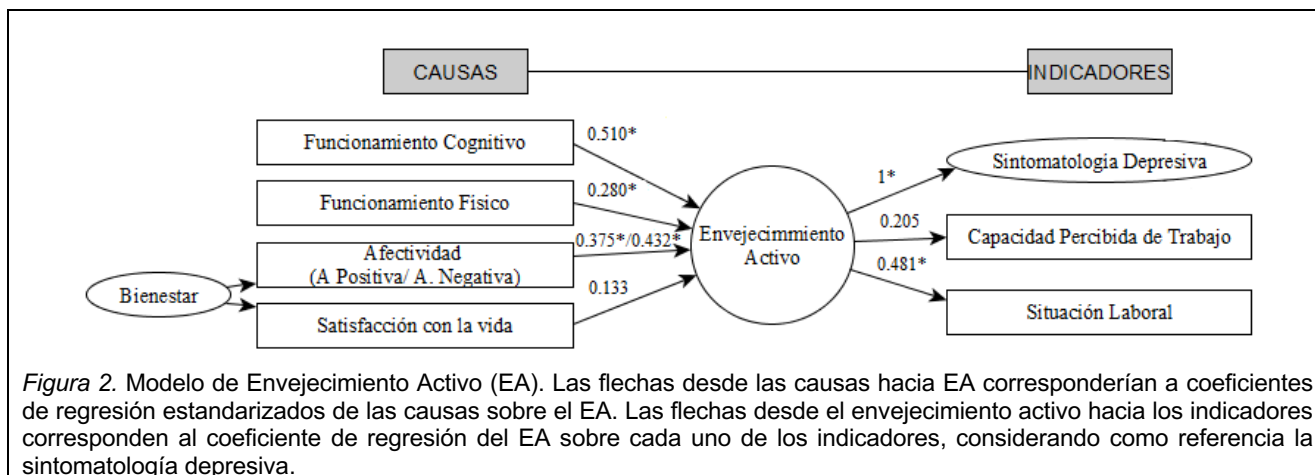 CAUSAS
INDICADORES
Funcionamiento Cognitivo
0.510*
Funcionamiento Físico
0.280*
Afectividad
(A Positiva/ A. Negativa)
0.375*/0.432*
Bienestar
Satisfacción con la vida
0.133
Envejecimmiento
Activo
1*
Sintomatología Depresiva
0.205
Capacidad Percibida de Trabajo
0.481*
Situación Laboral
Figura 2. Modelo de Envejecimiento Activo (EA). Las flechas desde las causas hacia EA corresponderían a coeficientes
de regresión estandarizados de las causas sobre el EA. Las flechas desde el envejecimiento activo hacia los indicadores
corresponden al coeficiente de regresión del EA sobre cada uno de los indicadores, considerando como referencia la
sintomatología depresiva.